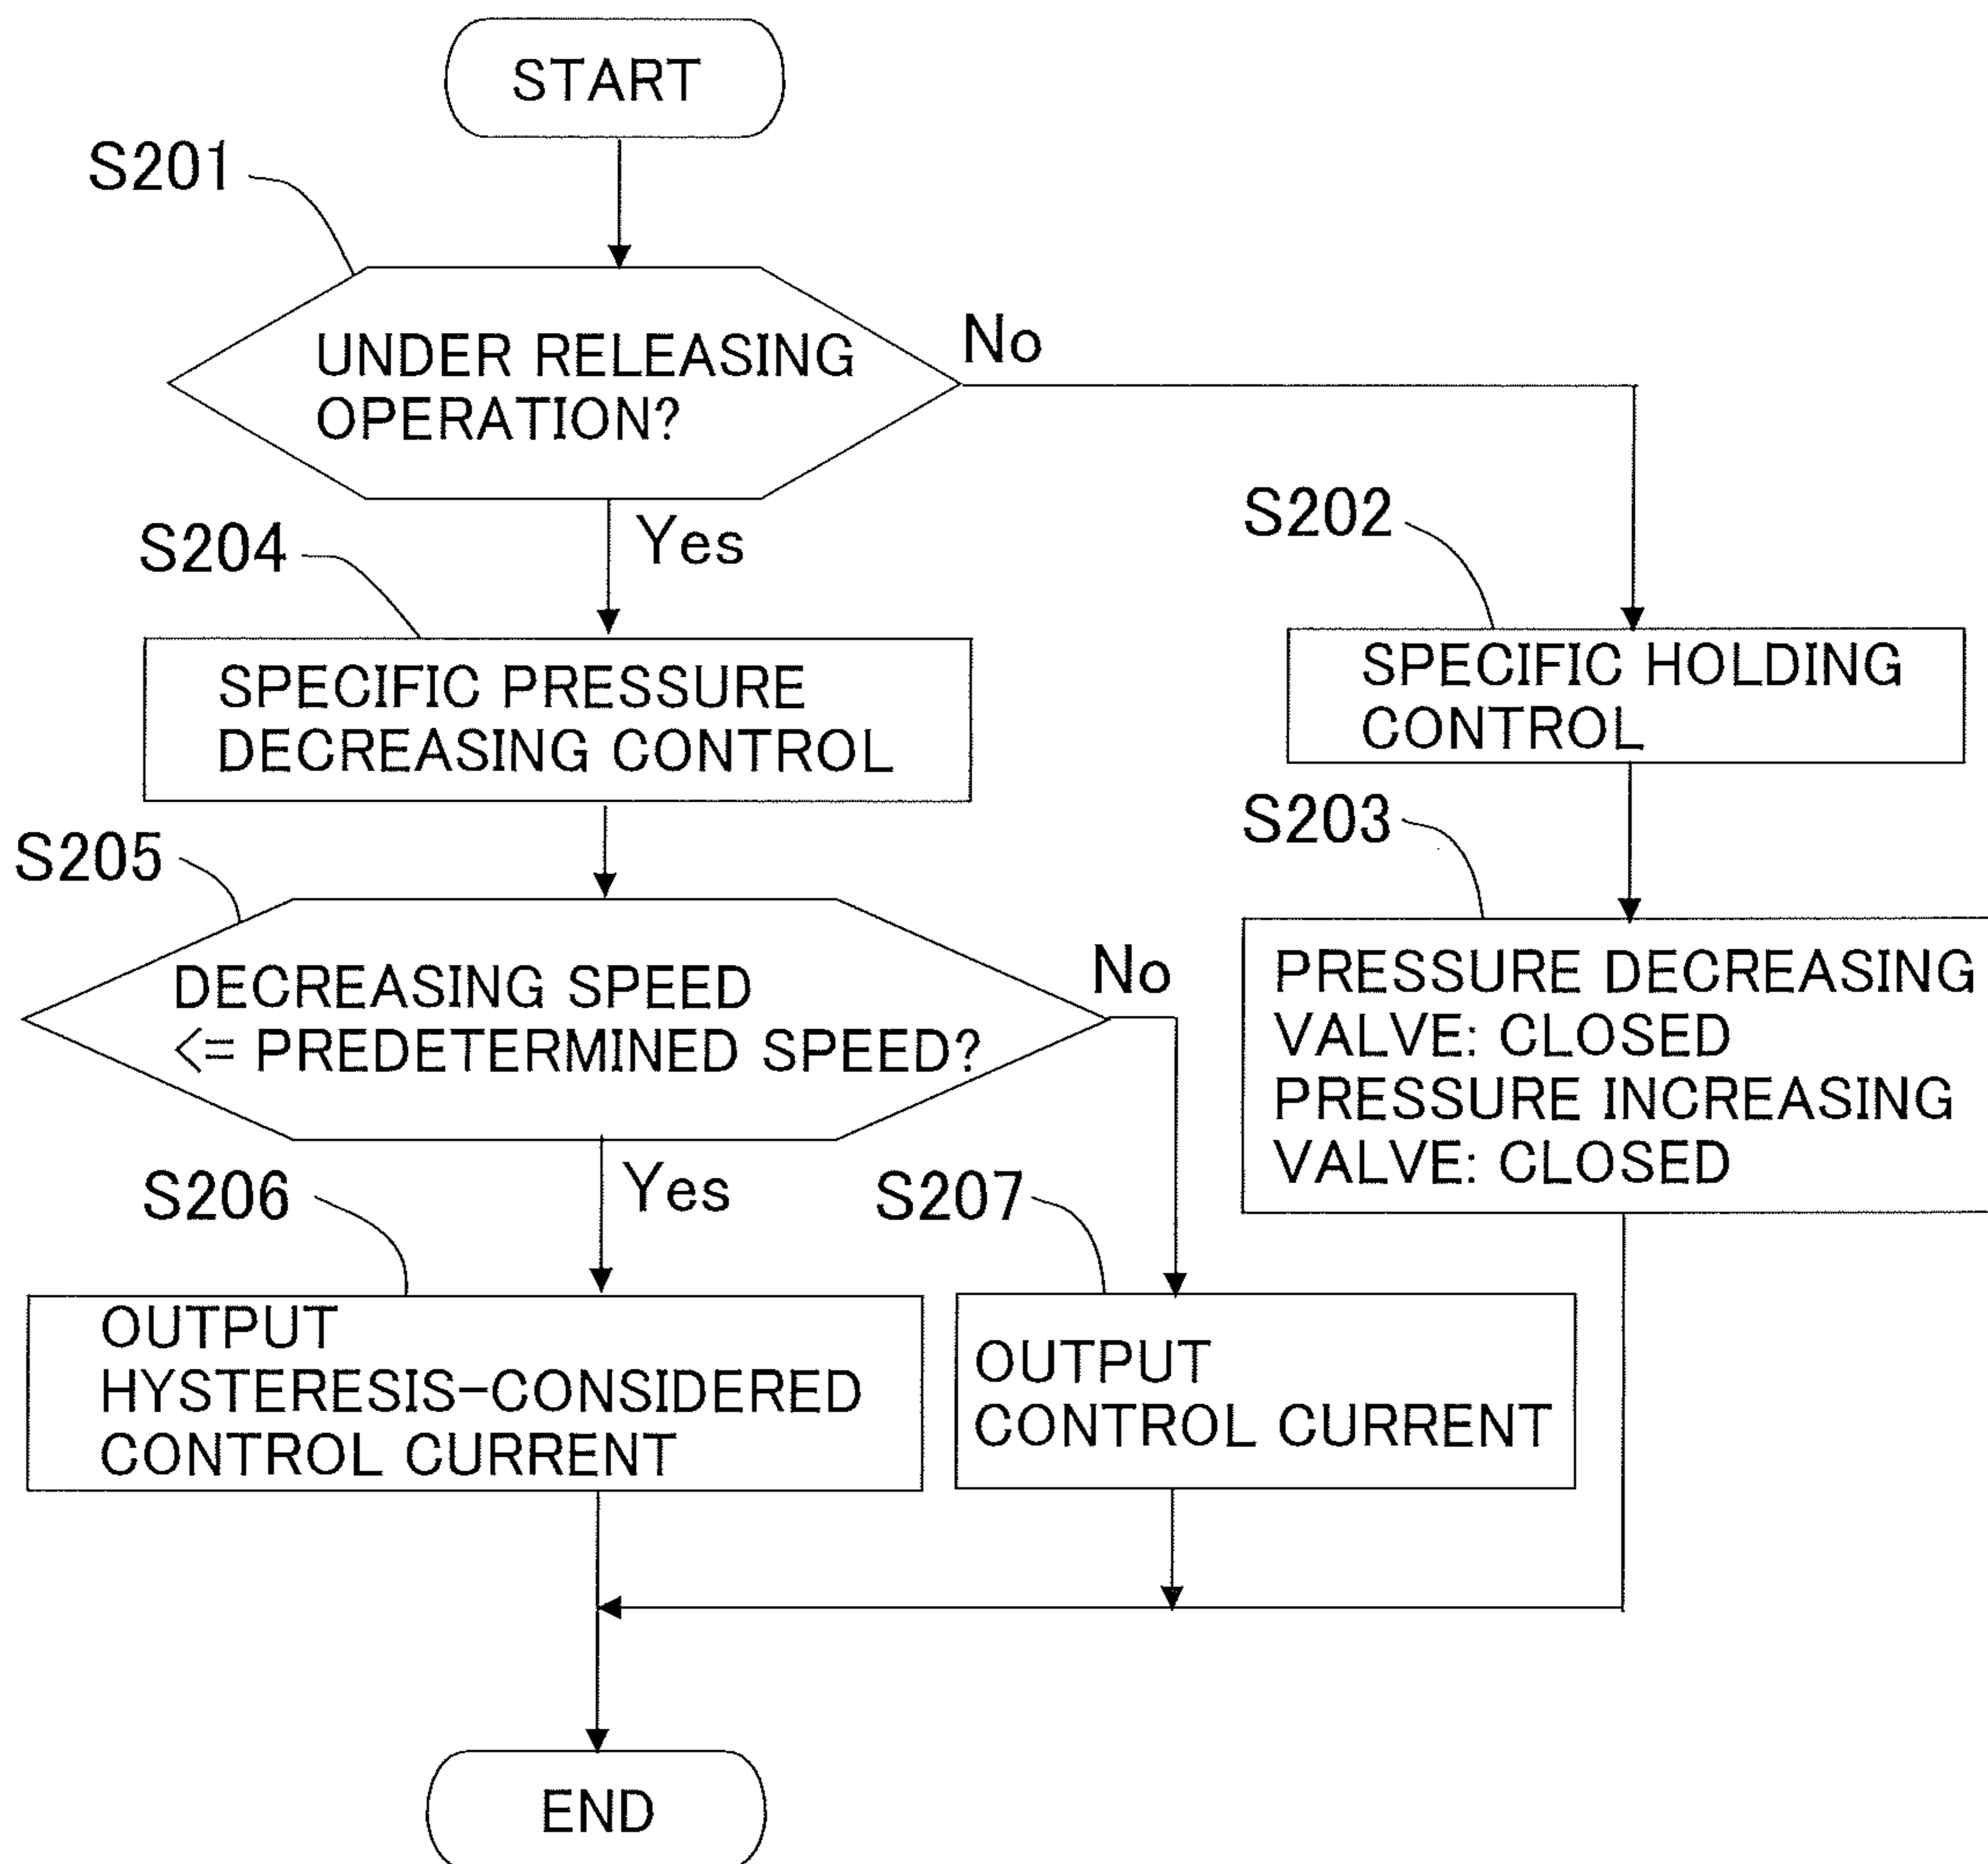 START
S201
UNDER RELEASING
OPERATION?
No
Yes
S204
SPECIFIC PRESSURE
DECREASING CONTROL
S202
SPECIFIC HOLDING
CONTROL
S203
PRESSURE DECREASING
VALVE: CLOSED
PRESSURE INCREASING
VALVE: CLOSED
S205
DECREASING SPEED
<= PREDETERMINED SPEED?
No
Yes
S206
OUTPUT
HYSTERESIS-CONSIDERED
CONTROL CURRENT
S207
OUTPUT
CONTROL CURRENT
END